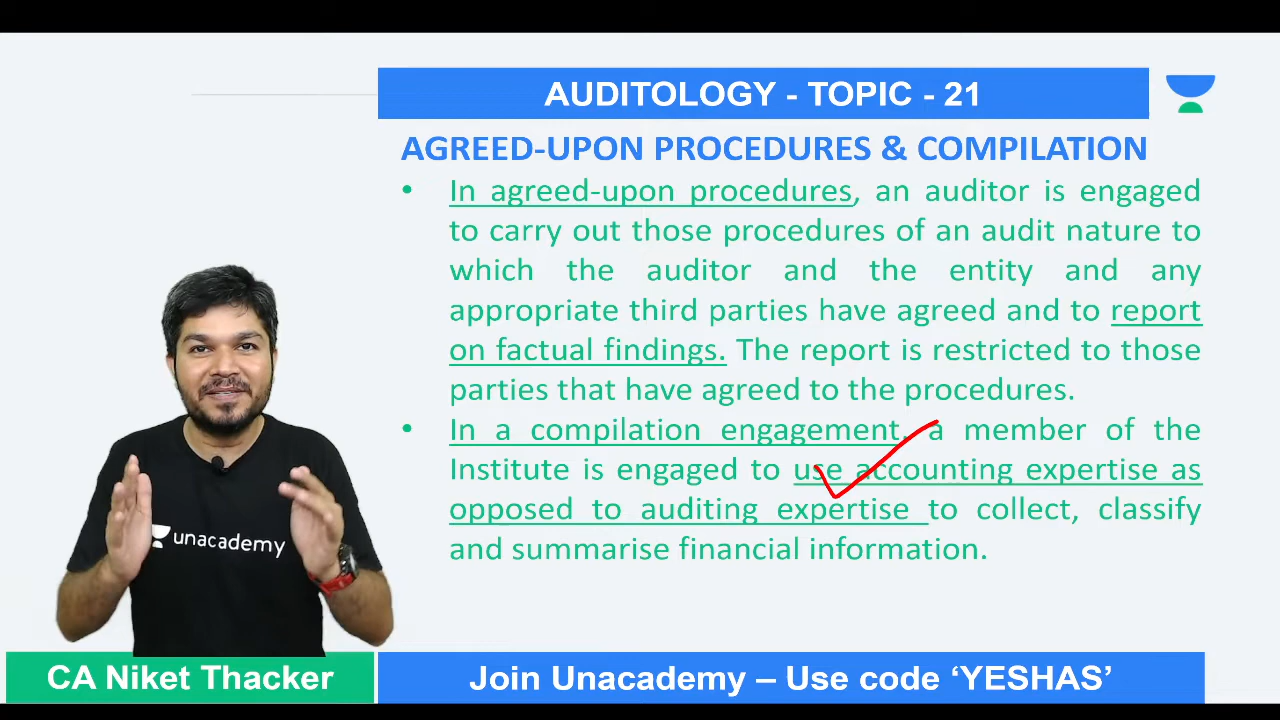 AUDITOLOGY - TOPIC - 21
AGREED-UPON PROCEDURES & COMPILATION
• In agreed-upon procedures, an auditor is engaged
to carry out those procedures of an audit nature to
which the auditor and the entity and any
appropriate third parties have agreed and to report
on factual findings. The report is restricted to those
parties that have agreed to the procedures.
• In a compilation engagement, a member of the
Institute is engaged to use accounting expertise as
opposed to auditing expertise to collect, classify
and summarise financial information.
unacademy
CA Niket Thacker
Join Unacademy – Use code ‘YESHAS’